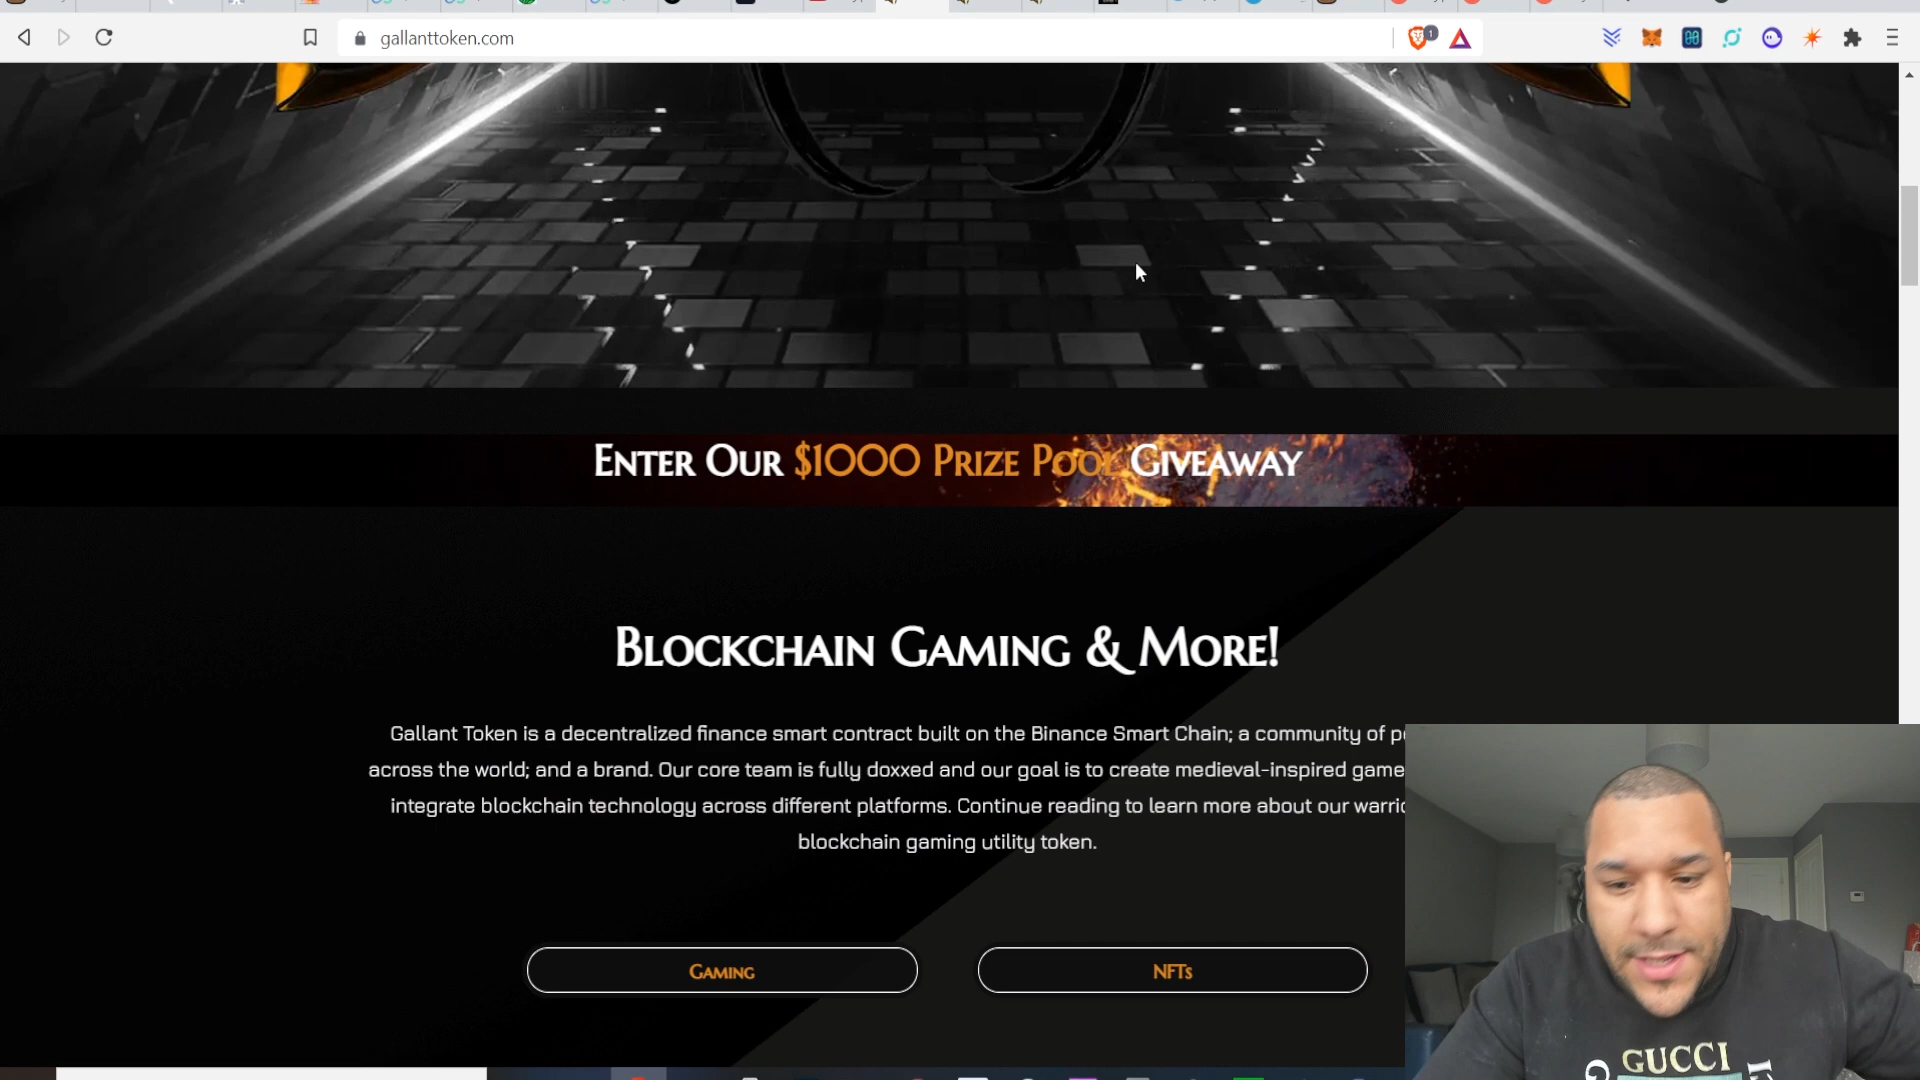 gallanttoken.com
1
Enter Our $1000 Prize Pool Giveaway
Blockchain Gaming & More!
Gallant Token is a decentralized finance smart contract built on the Binance Smart Chain; a community of
across the world; and a brand. Our core team is fully doxxed and our goal is to create medieval-inspired game
integrate blockchain technology across different platforms. Continue reading to learn more about our
blockchain gaming utility token.
Gaming
NFTs
GUCCI
G